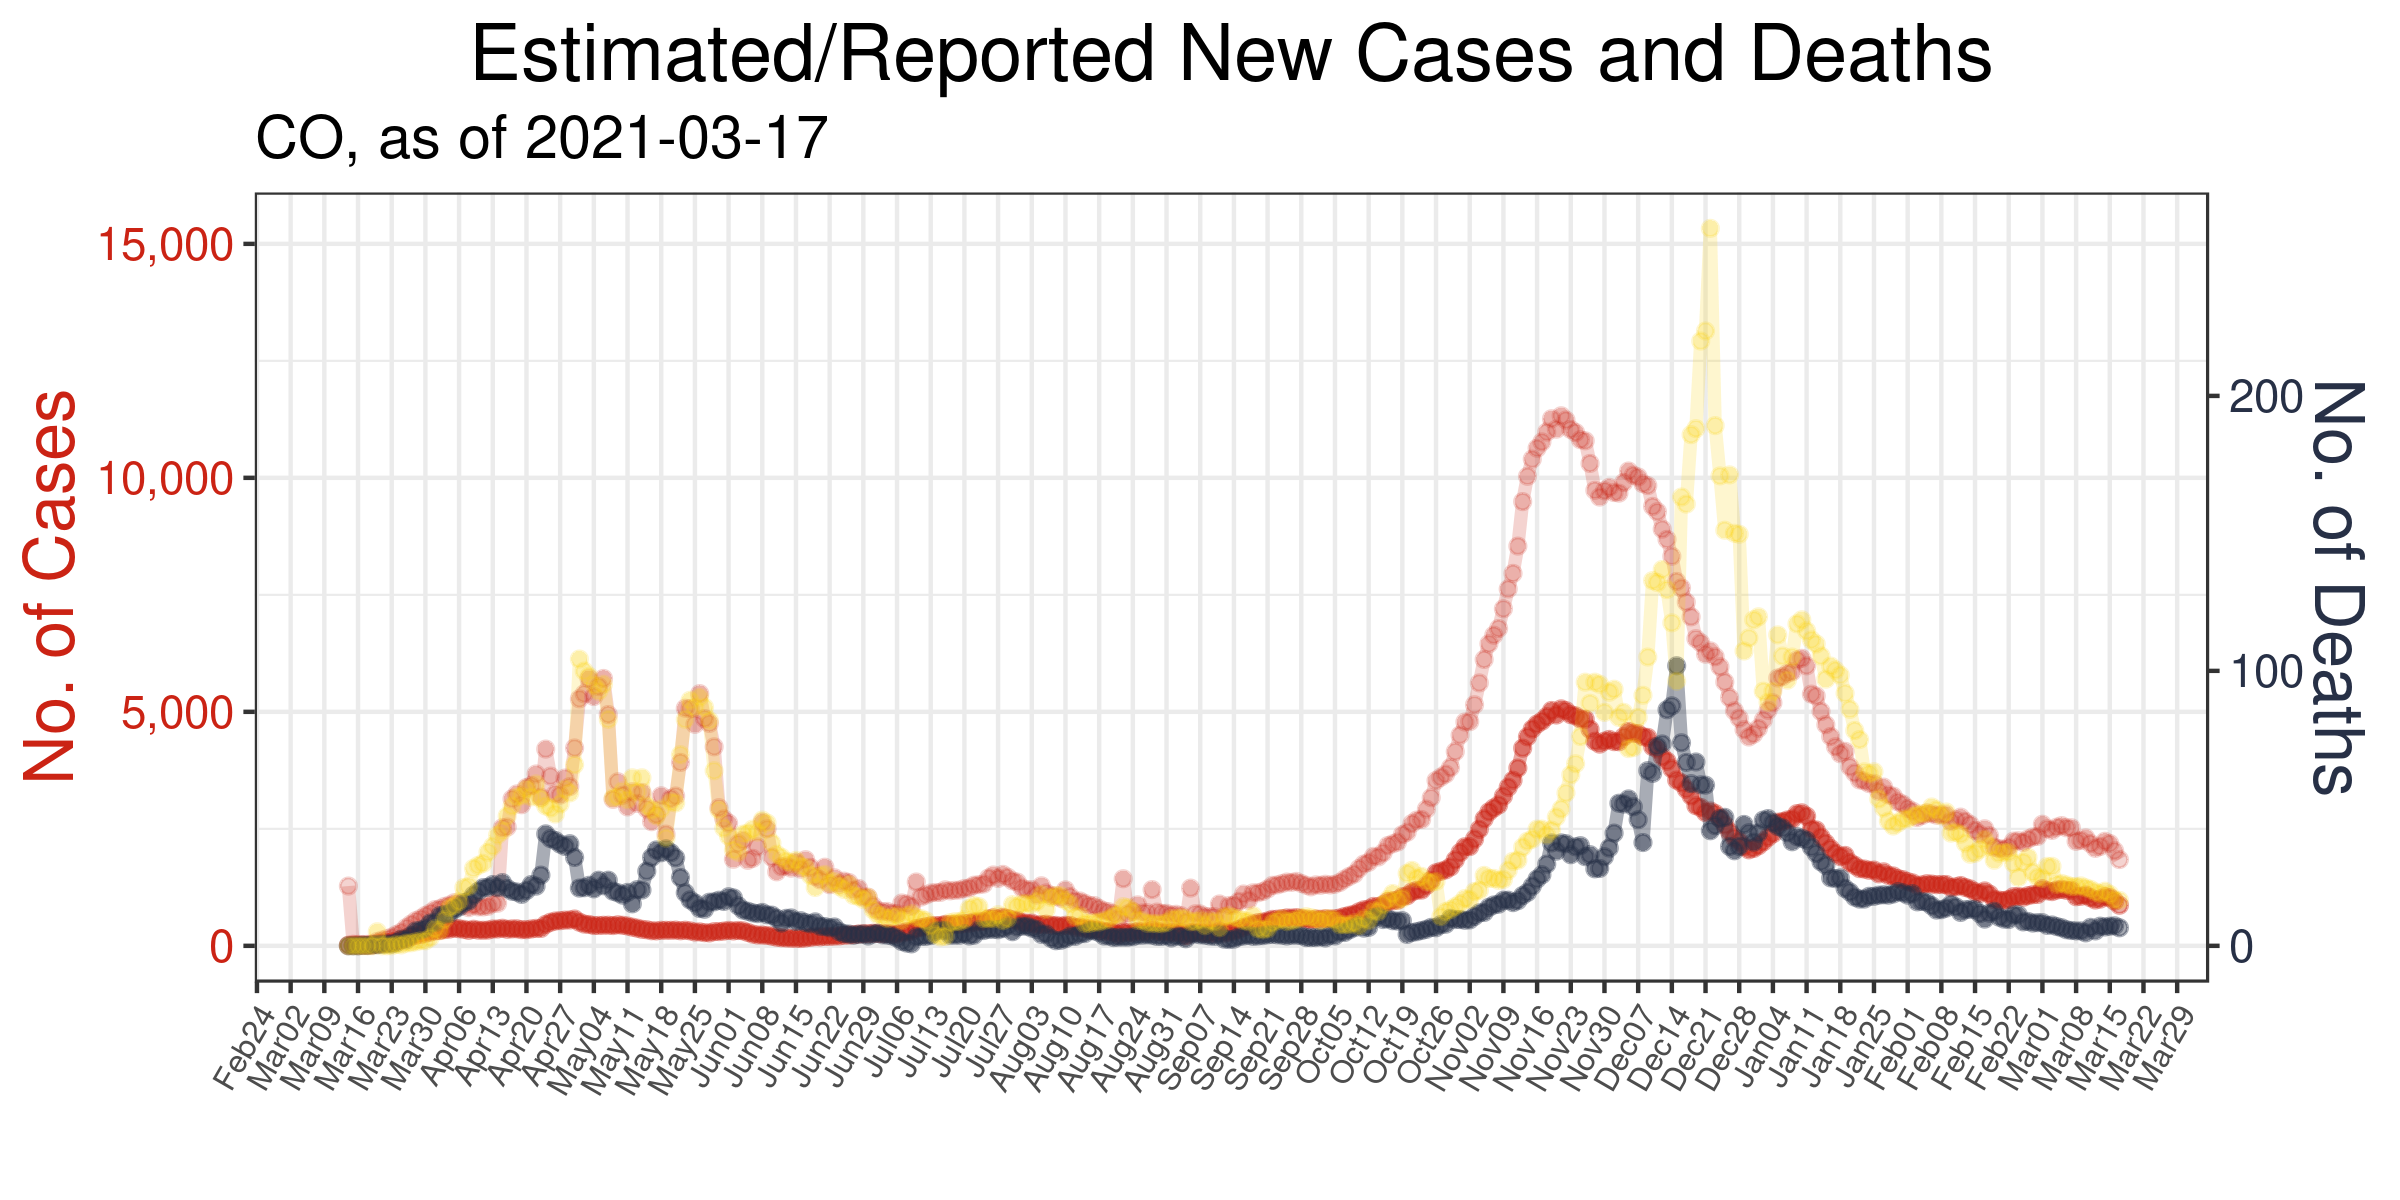 Estimated/Reported New Cases and Deaths
CO, as of 2021-03-17
No. of Cases
15,000
10,000
5,000
0
200
100
0
No. of Deaths
Feb24
Mar02
Mar09
Mar16
Mar23
Mar30
Apr06
Apr13
Apr20
Apr27
May04
May11
May18
May25
Jun01
Jun08
Jun15
Jun22
Jun29
Jul06
Jul13
Jul20
Jul27
Aug03
Aug10
Aug17
Aug24
Aug31
Sep07
Sep14
Sep21
Sep28
Oct05
Oct12
Oct19
Oct26
Nov02
Nov09
Nov16
Nov23
Nov30
Dec07
Dec14
Dec21
Dec28
Jan04
Jan11
Jan18
Jan25
Feb01
Feb08
Feb15
Feb22
Mar01
Mar08
Mar15
Mar22
Mar29